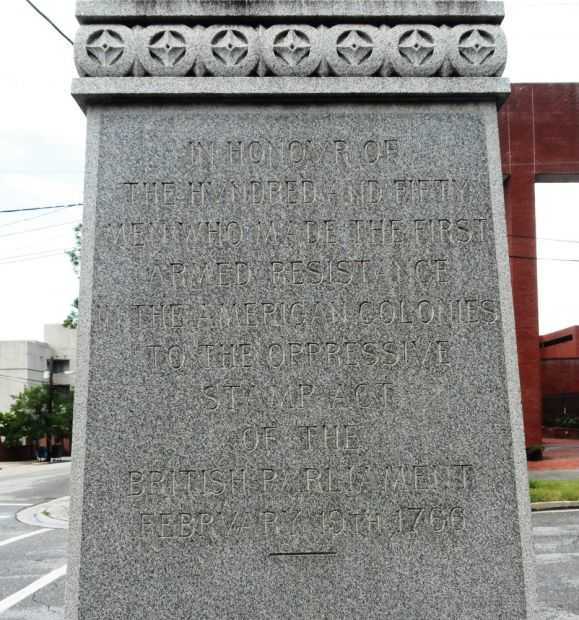 IN HONOVR OF
THE HVNDRED AND FIFTY
MEN WHO MADE THE FIRST
ARMED RESISTANCE
IN THE AMERICAN COLONIES
TO THE OPPRESSIVE
STAMP ACT
OF THE
BRITISH PARLIAMENT
FEBRVARY 19TH 1766